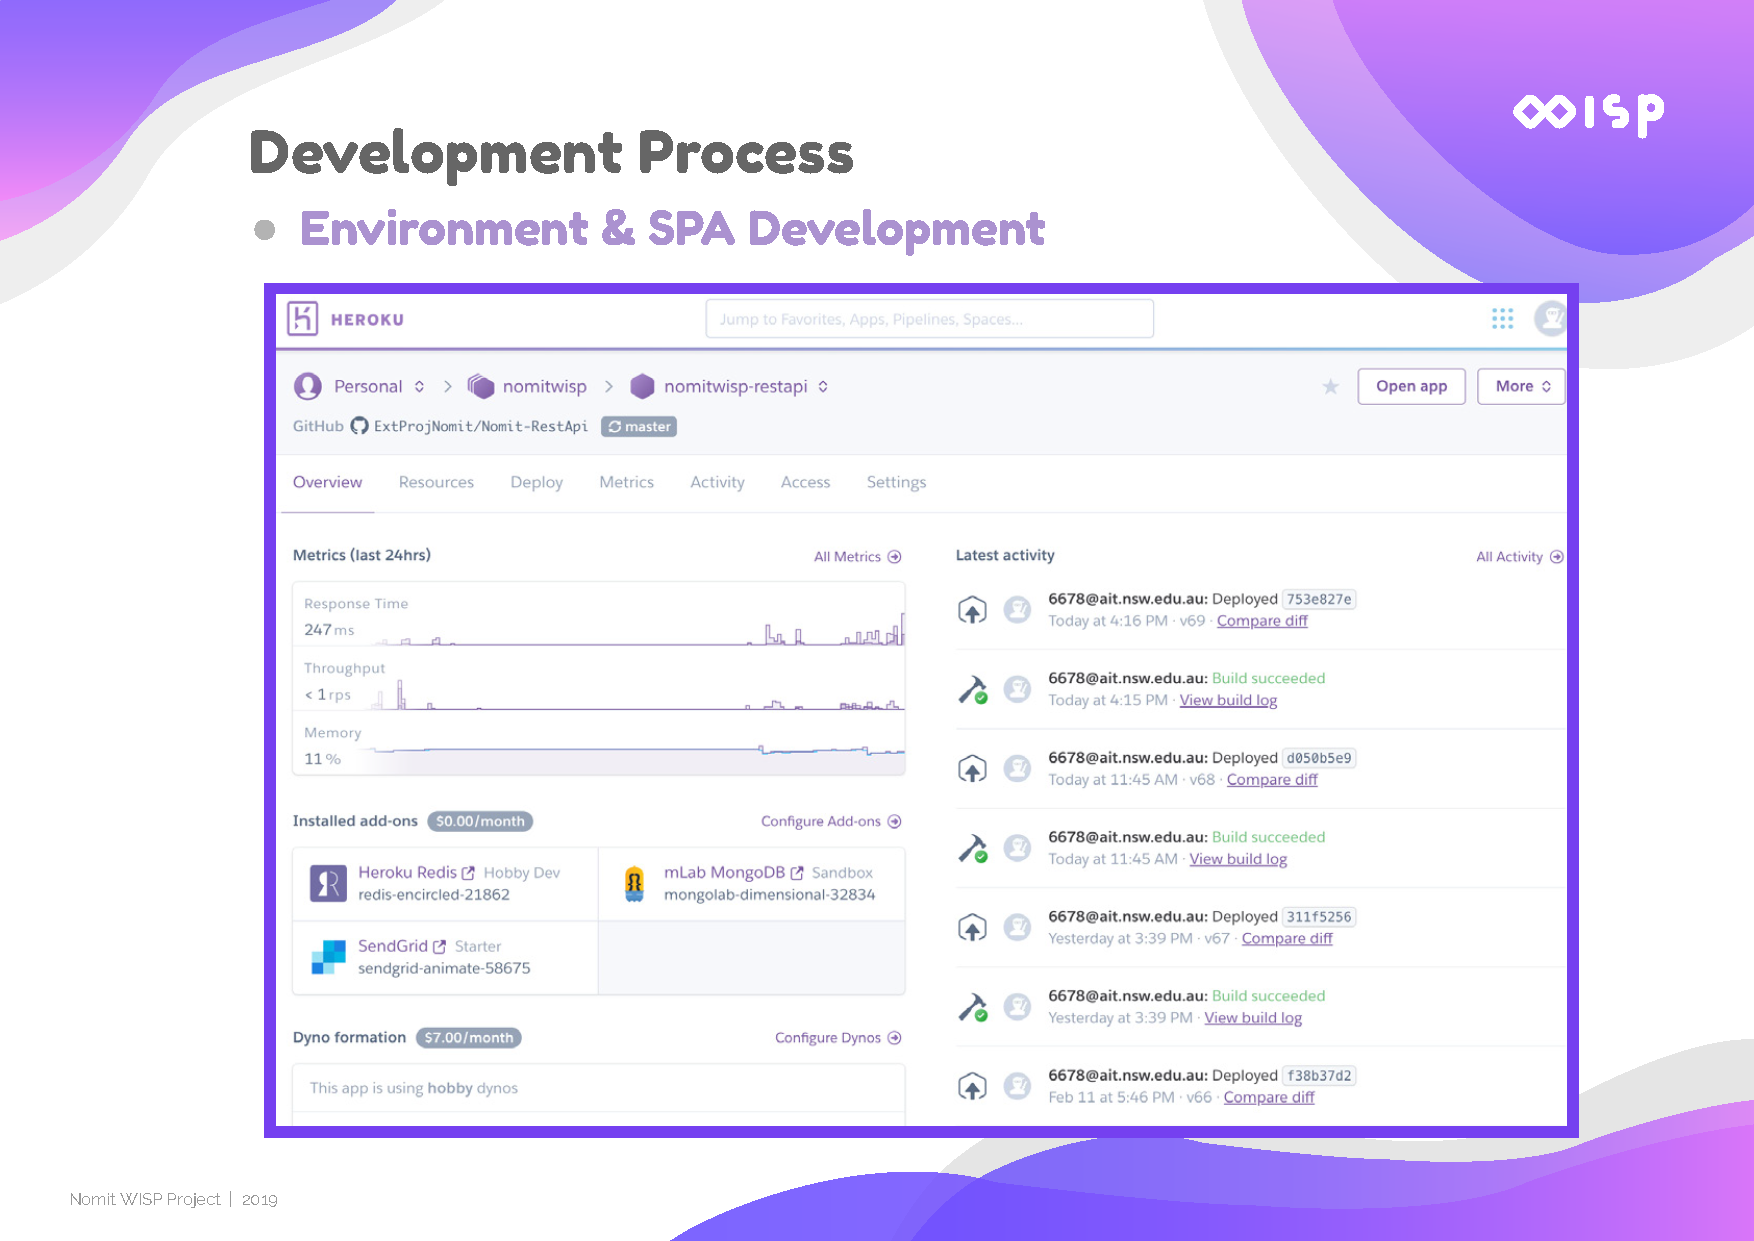 wisp
Development Process
Environment & SPA Development
HEROKU
Jump to Favorites, Apps, Pipelines, Spaces...
Personal > nomitwisp > nomitwisp-restapi
Open app
More
GitHub ExtProjNomit/Nomit-RestApi master
Overview Resources Deploy Metrics Activity Access Settings
Metrics (last 24hrs)
All Metrics
Response Time
247 ms
Throughput
< 1 rps
Memory
11 %
Installed add-ons $0.00/month
Configure Add-ons
Heroku Redis Hobby Dev
redis-encircled-21862
mLab MongoDB Sandbox
mongolab-dimensional-32834
SendGrid Starter
sendgrid-animate-58675
Dyno formation $7.00/month
Configure Dynos
This app is using hobby dynos
Latest activity
All Activity
6678@ait.nsw.edu.au: Deployed 753e827e
Today at 4:16 PM · v69 · Compare diff
6678@ait.nsw.edu.au: Build succeeded
Today at 4:15 PM · View build log
6678@ait.nsw.edu.au: Deployed d050b5e9
Today at 11:45 AM · v68 · Compare diff
6678@ait.nsw.edu.au: Build succeeded
Today at 11:45 AM · View build log
6678@ait.nsw.edu.au: Deployed 311f5256
Yesterday at 3:39 PM · v67 · Compare diff
6678@ait.nsw.edu.au: Build succeeded
Yesterday at 3:39 PM · View build log
6678@ait.nsw.edu.au: Deployed f38b37d2
Feb 11 at 5:46 PM · v66 · Compare diff
Nomit WISP Project | 2019